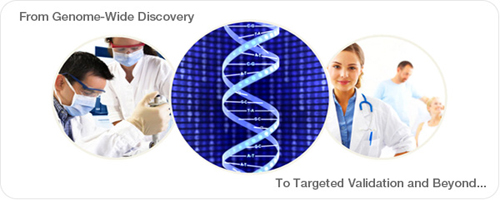 From Genome-Wide Discovery
To Targeted Validation and Beyond...